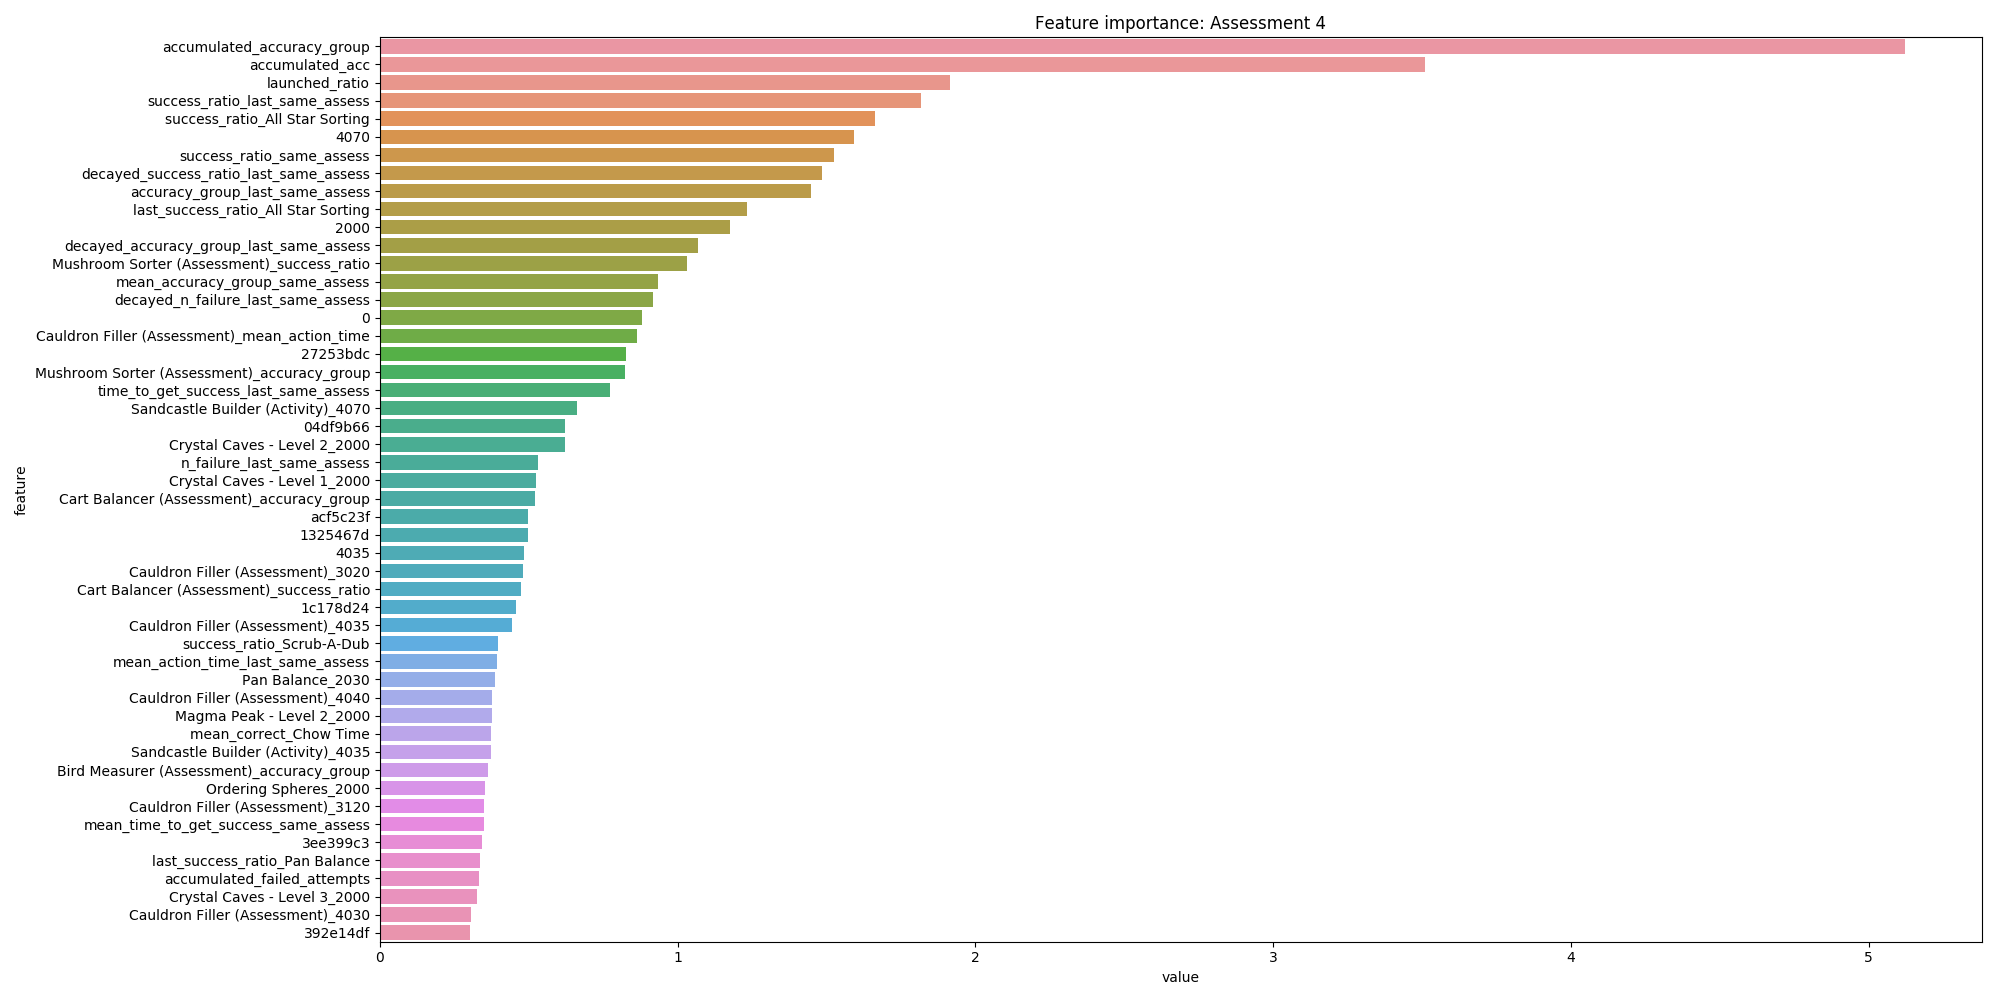 Feature importance: Assessment 4
accumulated_accuracy_group
accumulated_acc
launched_ratio
success_ratio_last_same_assess
success_ratio_All Star Sorting
4070
success_ratio_same_assess
decayed_success_ratio_last_same_assess
accuracy_group_last_same_assess
last_success_ratio_All Star Sorting
2000
decayed_accuracy_group_last_same_assess
Mushroom Sorter (Assessment)_success_ratio
mean_accuracy_group_same_assess
decayed_n_failure_last_same_assess
0
Cauldron Filler (Assessment)_mean_action_time
27253bdc
Mushroom Sorter (Assessment)_accuracy_group
time_to_get_success_last_same_assess
Sandcastle Builder (Activity)_4070
04df9b66
Crystal Caves - Level 2_2000
n_failure_last_same_assess
Crystal Caves - Level 1_2000
Cart Balancer (Assessment)_accuracy_group
acf5c23f
1325467d
4035
Cauldron Filler (Assessment)_3020
Cart Balancer (Assessment)_success_ratio
1c178d24
Cauldron Filler (Assessment)_4035
success_ratio_Scrub-A-Dub
mean_action_time_last_same_assess
Pan Balance_2030
Cauldron Filler (Assessment)_4040
Magma Peak - Level 2_2000
mean_correct_Chow Time
Sandcastle Builder (Activity)_4035
Bird Measurer (Assessment)_accuracy_group
Ordering Spheres_2000
Cauldron Filler (Assessment)_3120
mean_time_to_get_success_same_assess
3ee399c3
last_success_ratio_Pan Balance
accumulated_failed_attempts
Crystal Caves - Level 3_2000
Cauldron Filler (Assessment)_4030
392e14df
feature
0 1 2 3 4 5
value